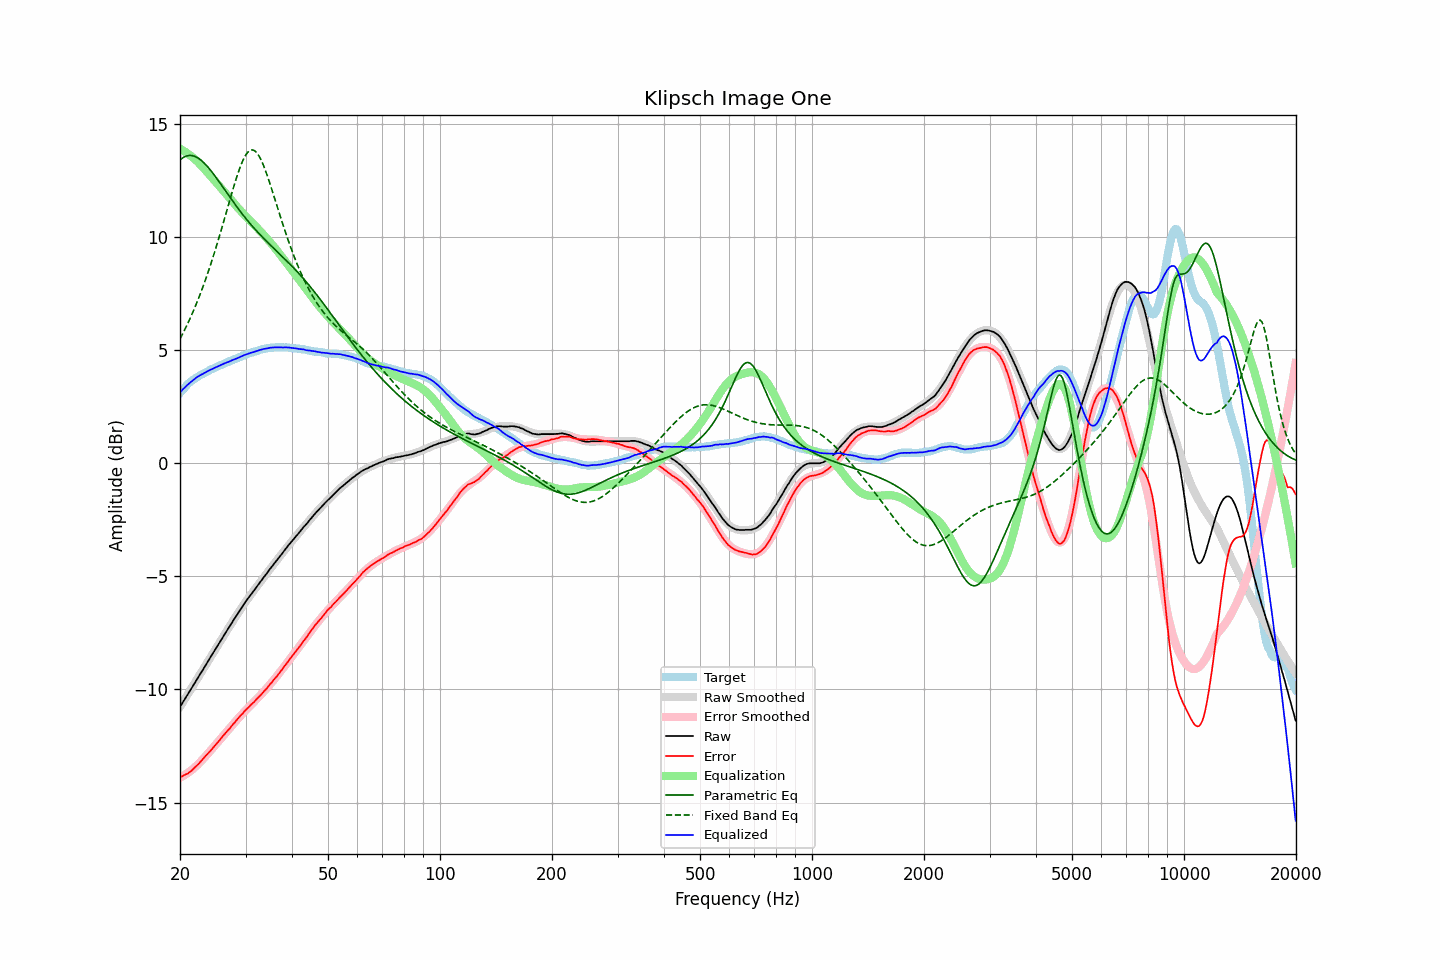 Klipsch Image One
15
10
5
0
−5
−10
−15
Amplitude (dBr)
20
50
100
200
500
1000
2000
5000
10000
20000
Frequency (Hz)
Target
Raw Smoothed
Error Smoothed
Raw
Error
Equalization
Parametric Eq
Fixed Band Eq
Equalized